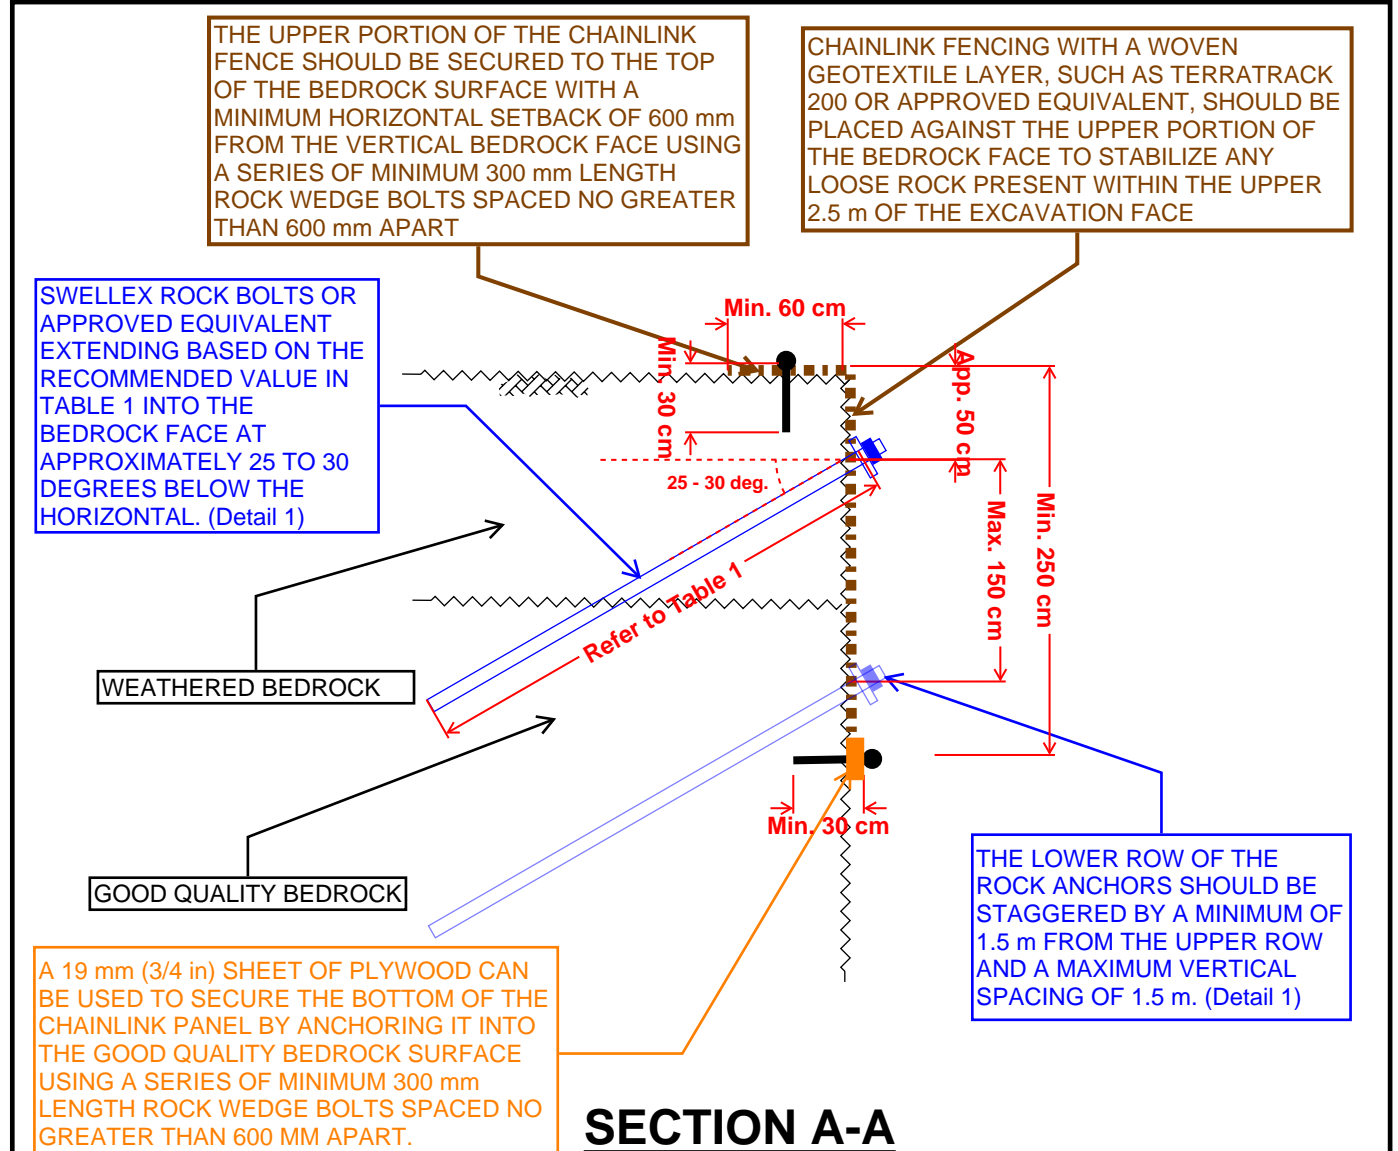 THE UPPER PORTION OF THE CHAINLINK
FENCE SHOULD BE SECURED TO THE TOP
OF THE BEDROCK SURFACE WITH A
MINIMUM HORIZONTAL SETBACK OF 600 mm
FROM THE VERTICAL BEDROCK FACE USING
A SERIES OF MINIMUM 300 mm LENGTH
ROCK WEDGE BOLTS SPACED NO GREATER
THAN 600 mm APART
CHAINLINK FENCING WITH A WOVEN
GEOTEXTILE LAYER, SUCH AS TERRATRACK
200 OR APPROVED EQUIVALENT, SHOULD BE
PLACED AGAINST THE UPPER PORTION OF
THE BEDROCK FACE TO STABILIZE ANY
LOOSE ROCK PRESENT WITHIN THE UPPER
2.5 m OF THE EXCAVATION FACE
SWELLEX ROCK BOLTS OR
APPROVED EQUIVALENT
EXTENDING BASED ON THE
RECOMMENDED VALUE IN
TABLE 1 INTO THE
BEDROCK FACE AT
APPROXIMATELY 25 TO 30
DEGREES BELOW THE
HORIZONTAL. (Detail 1)
Min. 60 cm
Min. 30 cm
App. 50 cm
25 - 30 deg.
Max. 150 cm
Min. 250 cm
Refer to Table 1
WEATHERED BEDROCK
Min. 30 cm
GOOD QUALITY BEDROCK
THE LOWER ROW OF THE
ROCK ANCHORS SHOULD BE
STAGGERED BY A MINIMUM OF
1.5 m FROM THE UPPER ROW
AND A MAXIMUM VERTICAL
SPACING OF 1.5 m. (Detail 1)
A 19 mm (3/4 in) SHEET OF PLYWOOD CAN
BE USED TO SECURE THE BOTTOM OF THE
CHAINLINK PANEL BY ANCHORING IT INTO
THE GOOD QUALITY BEDROCK SURFACE
USING A SERIES OF MINIMUM 300 mm
LENGTH ROCK WEDGE BOLTS SPACED NO
GREATER THAN 600 MM APART.
SECTION A-A